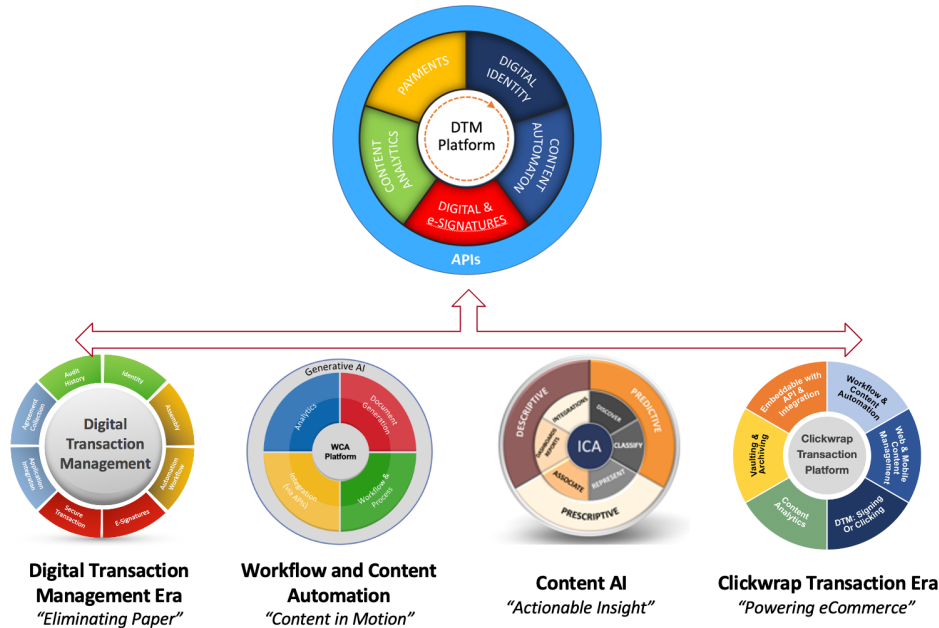 PAYMENTS
DIGITAL
IDENTITY
CONTENT
AUTOMATON
DIGITAL &
e-SIGNATURES
CONTENT
ANALYTICS
DTM
Platform
APIs
Audit
History
Identity
Assembly
Automation
Workflow
E-Signatures
Secure
Transaction
Application
Integration
Agreement
Collection
Digital
Transaction
Management
Digital Transaction
Management Era
“Eliminating Paper”
Generative AI
Analytics
Document
Generation
Workflow &
Process
Integration
(via APIs)
WCA
Platform
Workflow and Content
Automation
“Content in Motion”
DESCRIPTIVE
PREDICTIVE
PRESCRIPTIVE
INTEGRATIONS
DISCOVER
CLASSIFY
REPRESENT
ASSOCIATE
DASHBOARDS
REPORTS
ICA
Content AI
“Actionable Insight”
Embeddable with
API &
Integration
Workflow &
Content
Automation
Web & Mobile
Content
Management
DTM: Signing
Or Clicking
Content
Analytics
Vaulting &
Archiving
Clickwrap
Transaction
Platform
Clickwrap Transaction Era
“Powering eCommerce”